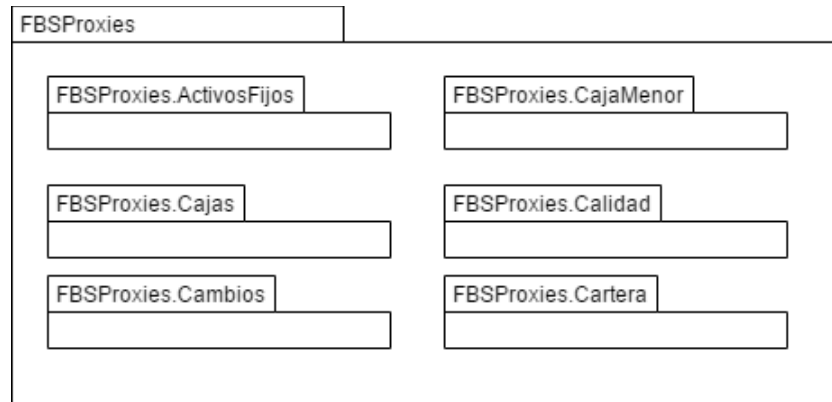 FBSProxies
FBSProxies.ActivosFijos
FBSProxies.CajaMenor
FBSProxies.Cajas
FBSProxies.Calidad
FBSProxies.Cambios
FBSProxies.Cartera